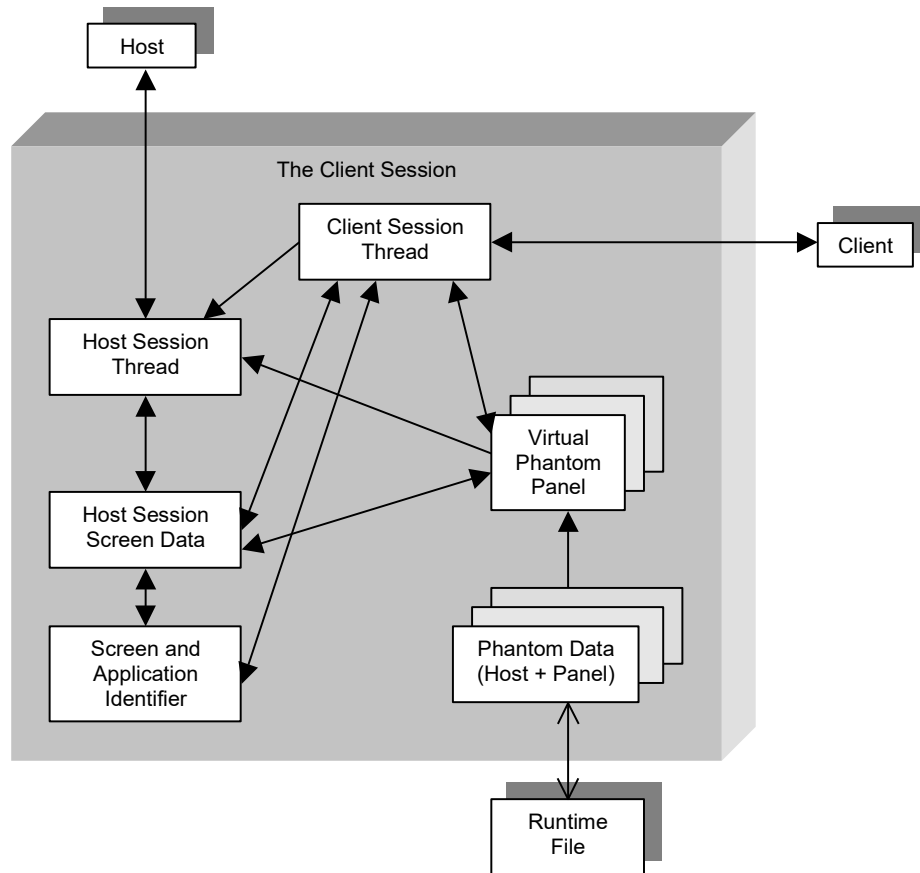 Host
The Client Session
Client Session
Thread
Client
Host Session
Thread
Virtual
Phantom
Panel
Host Session
Screen Data
Screen and
Application
Identifier
Phantom Data
(Host + Panel)
Runtime
File